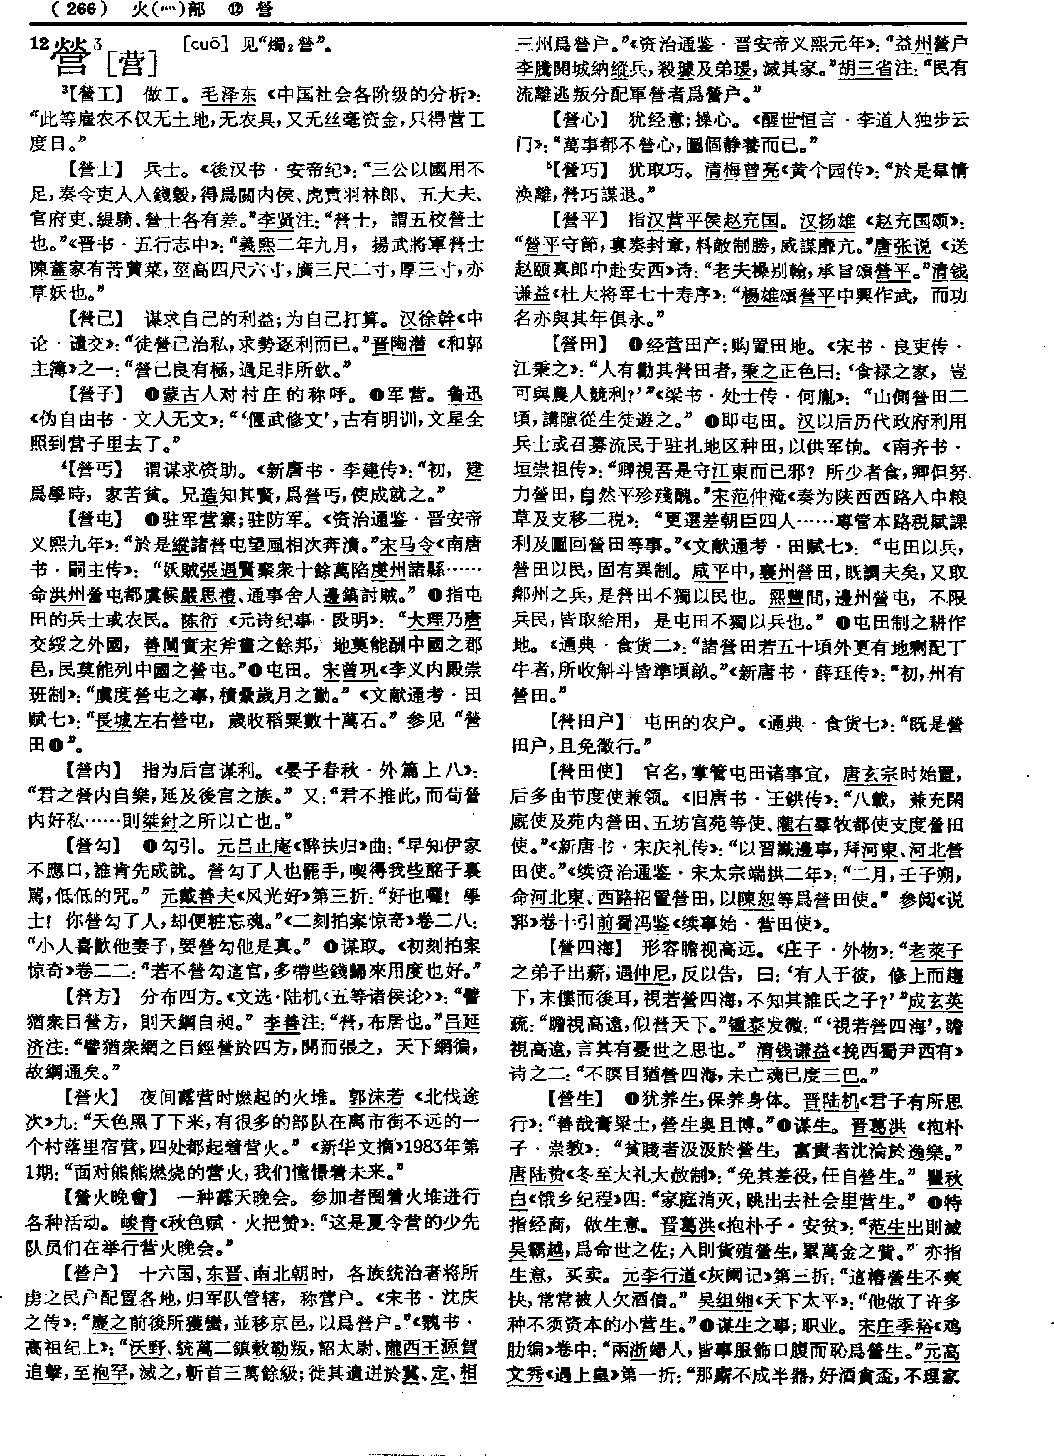 (266) 火(灬)部 ⑫ 營
12營3[营] [cuō] 见“爥2營”。
3【營工】 做工。毛泽东《中国社会各阶级的分析》:
“此等雇农不仅无土地,无农具,又无丝毫资金,只得营工
度日。”
【營士】 兵士。《後汉书·安帝纪》:“三公以國用不
足,奏令吏人入錢穀,得爲關内侯、虎賁羽林郎、五大夫、
官府吏、緹騎、營士各有差。”李贤注:“營士,謂五校營士
也。”《晋书·五行志中》:“義熙二年九月,揚武將軍營士
陳蓋家有苦蕒菜,莖高四尺六寸,廣三尺二寸,厚三寸,亦
草妖也。”
【營己】 谋求自己的利益;为自己打算。汉徐幹《中
论·谴交》:“徒營己治私,求勢逐利而已。”晋陶潜《和郭
主簿》之一:“營己良有極,過足非所欽。”
【營子】 ❶蒙古人对村庄的称呼。❷军营。鲁迅
《伪自由书·文人无文》:“‘偃武修文’,古有明训,文星全
照到营子里去了。”
4【營丐】 谓谋求资助。《新唐书·李建传》:“初,建
爲學時,家苦貧。兄造知其賢,爲營丐,使成就之。”
【營屯】 ❶驻军营寨;驻防军。《资治通鉴·晋安帝
义熙九年》:“於是縱諸營屯望風相次奔潰。”宋马令《南唐
书·嗣主传》:“妖賊張遇賢聚衆十餘萬陷虔州諸縣……
命洪州營屯都虞候嚴思禮、通事舍人邊鎬討賊。”❷指屯
田的兵士或农民。陈衍《元诗纪事·段明》:“大理乃唐
交綏之外國,善闡實宋斧畫之餘邦,地莫能酬中國之郡
邑,民莫能列中國之營屯。”❸屯田。宋曾巩《李义内殿崇
班制》:“虞度營屯之事,積纍歲月之勤。”《文献通考·田
赋七》:“長城左右營屯,歲收稻粟數十萬石。”参见“營
田❷”。
【營内】 指为后宫谋利。《晏子春秋·外篇上八》:
“君之營内自樂,延及後宫之族。”又:“君不推此,而苟營
内好私……則桀紂之所以亡也。”
【營勾】 ❶勾引。元吕止庵《醉扶归》曲:“早知伊家
不應口,誰肯先成就。營勾了人也罷手,喫得我些酩子裏
駡,低低的咒。”元戴善夫《风光好》第三折:“好也囉!學
士!你營勾了人,却便粧忘魂。”《二刻拍案惊奇》卷二八:
“小人喜歡他妻子,要營勾他是真。”❷谋取。《初刻拍案
惊奇》卷二二:“若不營勾這官,多帶些錢歸來用度也好。”
【營方】 分布四方。《文选·陆机〈五等诸侯论〉》:“譬
猶衆目營方,則天網自昶。”李善注:“營,布居也。”吕延
济注:“譬猶衆網之目經營於四方,開而張之,天下網徧,
故綱通矣。”
【營火】 夜间露营时燃起的火堆。郭沫若《北伐途
次》九:“天色黑了下来,有很多的部队在离市街不远的一
个村落里宿营,四处都起着营火。”《新华文摘》1983年第
1期:“面对熊熊燃烧的营火,我们憧憬着未来。”
【營火晚會】 一种露天晚会。参加者围着火堆进行
各种活动。峻青《秋色赋·火把赞》:“这是夏令营的少先
队员们在举行营火晚会。”
【營户】 十六国、东晋、南北朝时,各族统治者将所
虏之民户配置各地,归军队管辖,称营户。《宋书·沈庆
之传》:“慶之前後所獲蠻,並移京邑,以爲營户。”《魏书·
高祖纪上》:“沃野、統萬二鎮敕勒叛,詔太尉、隴西王源賀
追擊,至枹罕,滅之,斬首三萬餘級;徙其遺迸於冀、定、相
三州爲營户。”《资治通鉴·晋安帝义熙元年》:“益州營户
李騰開城納縱兵,殺璩及弟瑗,滅其家。”胡三省注:“民有
流離逃叛分配軍營者爲營户。”
【營心】 犹经意;操心。《醒世恒言·李道人独步云
门》:“萬事都不營心,圖個靜養而已。”
5【營巧】 犹取巧。清梅曾亮《黄个园传》:“於是羣情
渙離,營巧謀退。”
【營平】 指汉营平侯赵充国。汉扬雄《赵充国颂》:
“營平守節,婁奏封章,料敵制勝,威謀靡亢。”唐张说《送
赵颐真郎中赴安西》诗:“老夫操别翰,承旨頌營平。”清钱
谦益《杜大将军七十寿序》:“楊雄頌營平中興作武,而功
名亦與其年俱永。”
【營田】 ❶经营田产;购置田地。《宋书·良吏传·
江秉之》:“人有勸其營田者,秉之正色曰:‘食禄之家,豈
可與農人競利?’”《梁书·处士传·何胤》:“山側營田二
頃,講隙從生徒遊之。”❷即屯田。汉以后历代政府利用
兵士或召募流民于驻扎地区种田,以供军饷。《南齐书·
垣崇祖传》:“卿視吾是守江東而已邪?所少者食,卿但努
力營田,自然平殄殘醜。”宋范仲淹《奏为陕西西路入中粮
草及支移二税》:“更選差朝臣四人……專管本路税賦課
利及圖回營田等事。”《文献通考·田赋七》:“屯田以兵,
營田以民,固有異制。咸平中,襄州營田,既調夫矣,又取
鄰州之兵,是營田不獨以民也。熙豐間,邊州營屯,不限
兵民,皆取給用,是屯田不獨以兵也。”❸屯田制之耕作
地。《通典·食货二》:“諸營田若五十頃外更有地剩配丁
牛者,所收斛斗皆準頃畝。”《新唐书·薛珏传》:“初,州有
營田。”
【營田户】 屯田的农户。《通典·食货七》:“既是營
田户,且免徵行。”
【營田使】 官名,掌管屯田诸事宜,唐玄宗时始置,
后多由节度使兼领。《旧唐书·王鉷传》:“八載,兼充閑
廄使及苑内營田、五坊宫苑等使、隴右羣牧都使支度營田
使。”《新唐书·宋庆礼传》:“以習識邊事,拜河東、河北營
田使。”《续资治通鉴·宋太宗端拱二年》:“二月,壬子朔,
命河北東、西路招置營田,以陳恕等爲營田使。”参阅《说
郛》卷十引前蜀冯鉴《续事始·营田使》。
【營四海】 形容瞻视高远。《庄子·外物》:“老萊子
之弟子出薪,遇仲尼,反以告,曰:‘有人于彼,修上而趨
下,末僂而後耳,視若營四海,不知其誰氏之子?’”成玄英
疏:“瞻視高遠,似營天下。”锺泰发微:“‘視若營四海’,瞻
視高遠,言其有憂世之思也。”清钱谦益《挽西蜀尹西有》
诗之二:“不瞑目猶營四海,未亡魂已度三巴。”
【營生】 ❶犹养生,保养身体。晋陆机《君子有所思
行》:“善哉膏粱士,營生奥且博。”❷谋生。晋葛洪《抱朴
子·崇教》:“貧賤者汲汲於營生,富貴者沈淪於逸樂。”
唐陆贽《冬至大礼大赦制》:“免其差役,任自營生。”瞿秋
白《饿乡纪程》四:“家庭消灭,跳出去社会里营生。”❸特
指经商,做生意。晋葛洪《抱朴子·安贫》:“范生出則滅
吴霸越,爲命世之佐;入則貨殖營生,累萬金之貲。”亦指
生意,买卖。元李行道《灰阑记》第三折:“這樁營生不爽
快,常常被人欠酒債。”吴组缃《天下太平》:“他做了许多
种不须资本的小营生。”❹谋生之事;职业。宋庄季裕《鸡
肋编》卷中:“兩浙婦人,皆事服飾口腹而恥爲營生。”元高
文秀《遇上皇》第一折:“那廝不成半器,好酒貪盃,不理家